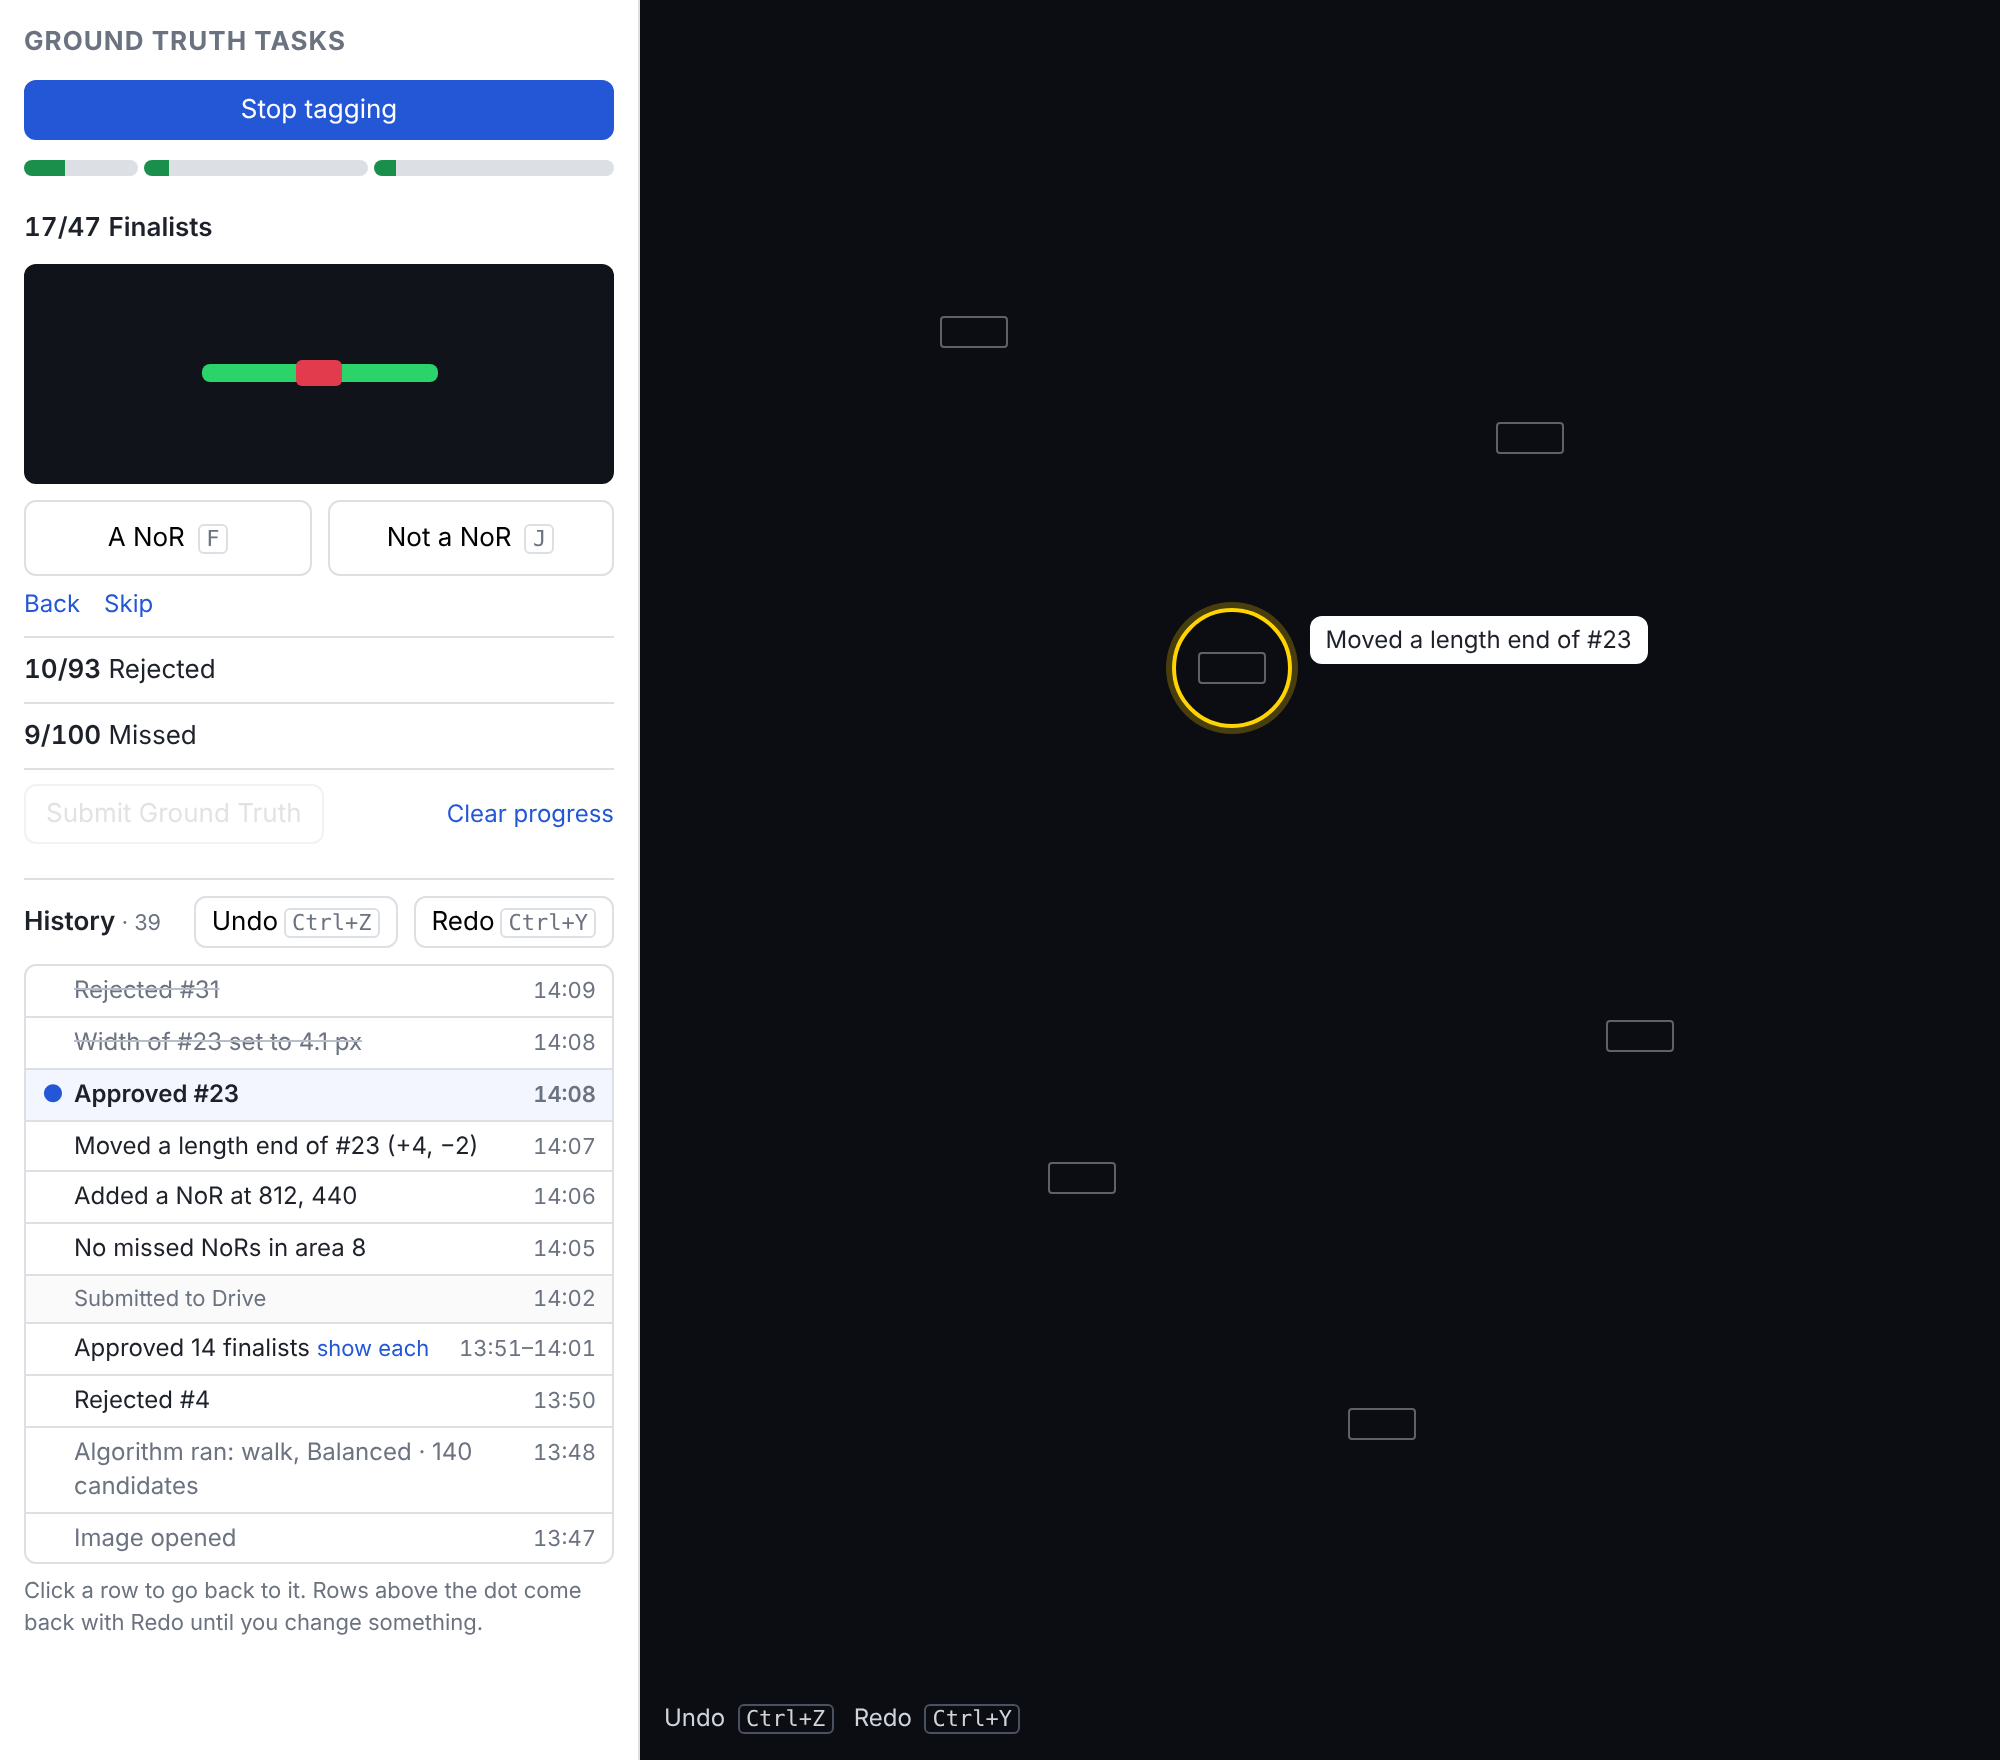 GROUND TRUTH TASKS
Stop tagging
17/47 Finalists
A NoR F
Not a NoR J
Back Skip
10/93 Rejected
9/100 Missed
Submit Ground Truth
Clear progress
History · 39
Undo Ctrl+Z
Redo Ctrl+Y
Rejected #31 14:09
Width of #23 set to 4.1 px 14:08
Approved #23 14:08
Moved a length end of #23 (+4, −2) 14:07
Added a NoR at 812, 440 14:06
No missed NoRs in area 8 14:05
Submitted to Drive 14:02
Approved 14 finalists show each 13:51–14:01
Rejected #4 13:50
Algorithm ran: walk, Balanced · 140 13:48
candidates
Image opened 13:47
Click a row to go back to it. Rows above the dot come
back with Redo until you change something.
Moved a length end of #23
Undo Ctrl+Z Redo Ctrl+Y